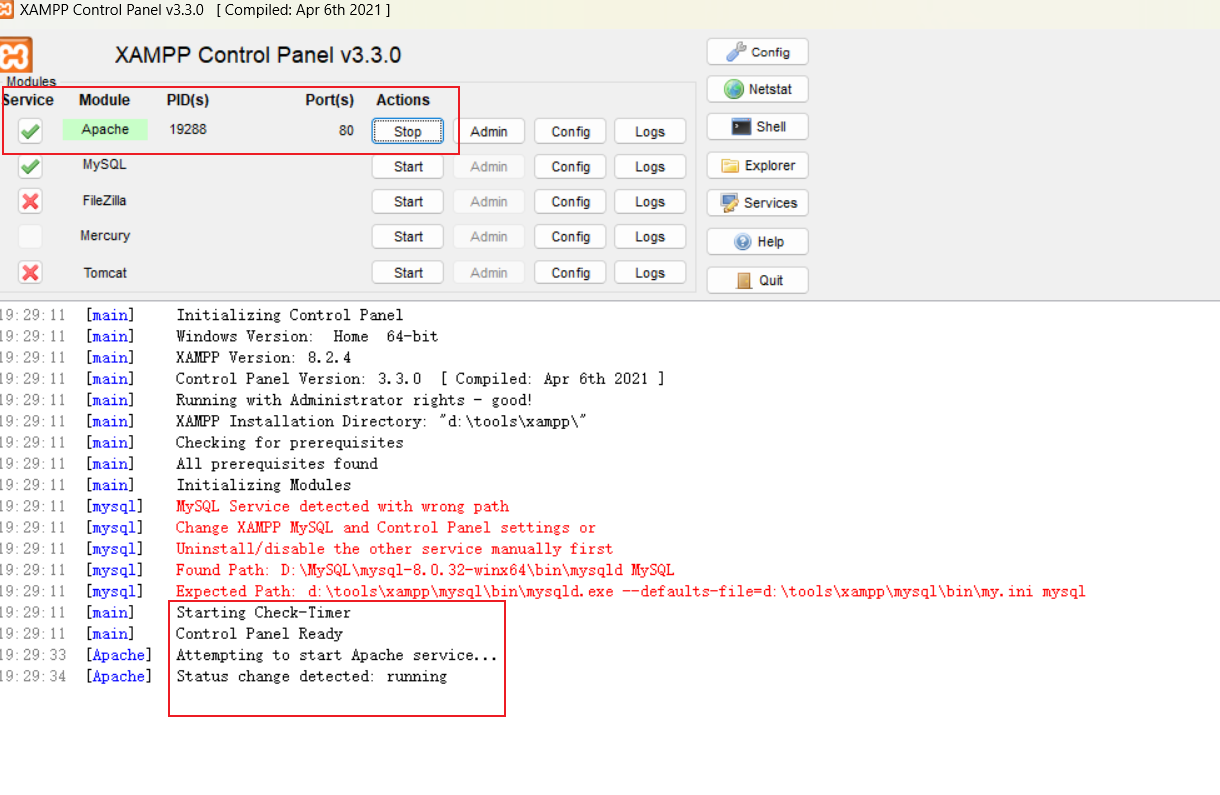 XAMPP Control Panel v3.3.0 [ Compiled: Apr 6th 2021 ]
XAMPP Control Panel v3.3.0
Config
Modules
Netstat
Service Module PID(s) Port(s) Actions
Apache 19288 80 Stop Admin Config Logs
Shell
MySQL Start Admin Config Logs
Explorer
FileZilla Start Admin Config Logs
Services
Mercury Start Admin Config Logs
Help
Tomcat Start Admin Config Logs
Quit
19:29:11 [main] Initializing Control Panel
19:29:11 [main] Windows Version: Home 64-bit
19:29:11 [main] XAMPP Version: 8.2.4
19:29:11 [main] Control Panel Version: 3.3.0 [ Compiled: Apr 6th 2021 ]
19:29:11 [main] Running with Administrator rights - good!
19:29:11 [main] XAMPP Installation Directory: "d:\tools\xampp\"
19:29:11 [main] Checking for prerequisites
19:29:11 [main] All prerequisites found
19:29:11 [main] Initializing Modules
19:29:11 [mysql] MySQL Service detected with wrong path
19:29:11 [mysql] Change XAMPP MySQL and Control Panel settings or
19:29:11 [mysql] Uninstall/disable the other service manually first
19:29:11 [mysql] Found Path: D:\MySQL\mysql-8.0.32-winx64\bin\mysqld MySQL
19:29:11 [mysql] Expected Path: d:\tools\xampp\mysql\bin\mysqld.exe --defaults-file=d:\tools\xampp\mysql\bin\my.ini mysql
19:29:11 [main] Starting Check-Timer
19:29:11 [main] Control Panel Ready
19:29:33 [Apache] Attempting to start Apache service...
19:29:34 [Apache] Status change detected: running